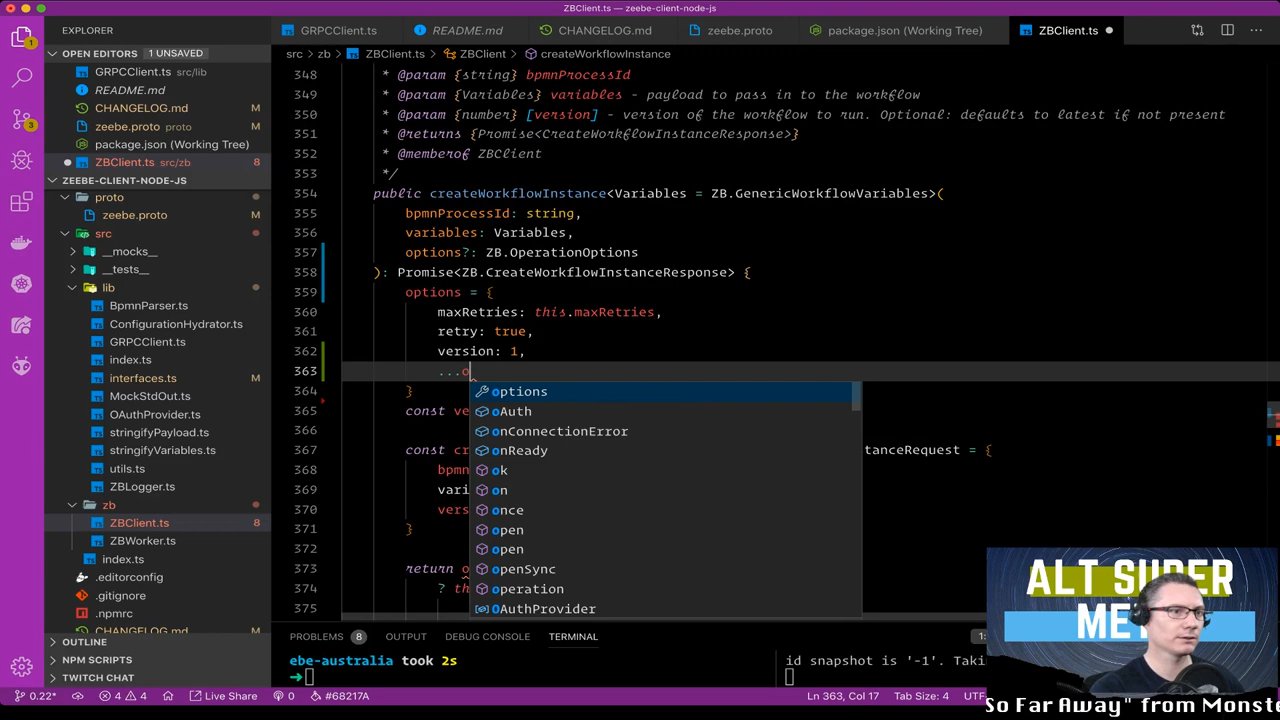 ZBClient.ts — zeebe-client-node-js
EXPLORER
GRPCClient.ts
README.md
CHANGELOG.md
zeebe.proto
package.json (Working Tree)
ZBClient.ts
OPEN EDITORS 1 UNSAVED
GRPCClient.ts src/lib
README.md
CHANGELOG.md M
zeebe.proto proto M
package.json (Working Tree)
ZBClient.ts src/zb 8
ZEEBE-CLIENT-NODE-JS
proto
zeebe.proto M
src
__mocks__
__tests__
lib
BpmnParser.ts
ConfigurationHydrator.ts
GRPCClient.ts
index.ts
interfaces.ts M
MockStdOut.ts
OAuthProvider.ts
stringifyPayload.ts
stringifyVariables.ts
utils.ts
ZBLogger.ts
zb
ZBClient.ts 8
ZBWorker.ts
index.ts
.editorconfig
.gitignore
.npmrc
CHANGELOG.md M
OUTLINE
NPM SCRIPTS
TWITCH CHAT
src > zb > ZBClient.ts > ZBClient > createWorkflowInstance
348 * @param {string} bpmnProcessId
349 * @param {Variables} variables - payload to pass in to the workflow
350 * @param {number} [version] - version of the workflow to run. Optional: defaults to latest if not present
351 * @returns {Promise<CreateWorkflowInstanceResponse>}
352 * @memberof ZBClient
353 */
354 public createWorkflowInstance<Variables = ZB.GenericWorkflowVariables>(
355 bpmnProcessId: string,
356 variables: Variables,
357 options?: ZB.OperationOptions
358 ): Promise<ZB.CreateWorkflowInstanceResponse> {
359 options = {
360 maxRetries: this.maxRetries,
361 retry: true,
362 version: 1,
363 ...o
364 }
365 const ve
366
367 const cr tanceRequest = {
368 bpmn
369 vari
370 vers
371 }
372
373 return o
374 ? th
375
options
oAuth
onConnectionError
onReady
ok
on
once
open
open
openSync
operation
OAuthProvider
PROBLEMS 8 OUTPUT DEBUG CONSOLE TERMINAL 1:
ebe-australia took 2s
➜
id snapshot is '-1'. Takin
ALT SUPER
ME
0.22* 4 4 Live Share 0 #68217A Ln 363, Col 17 Tab Size: 4 UTF-
So Far Away" from Monste